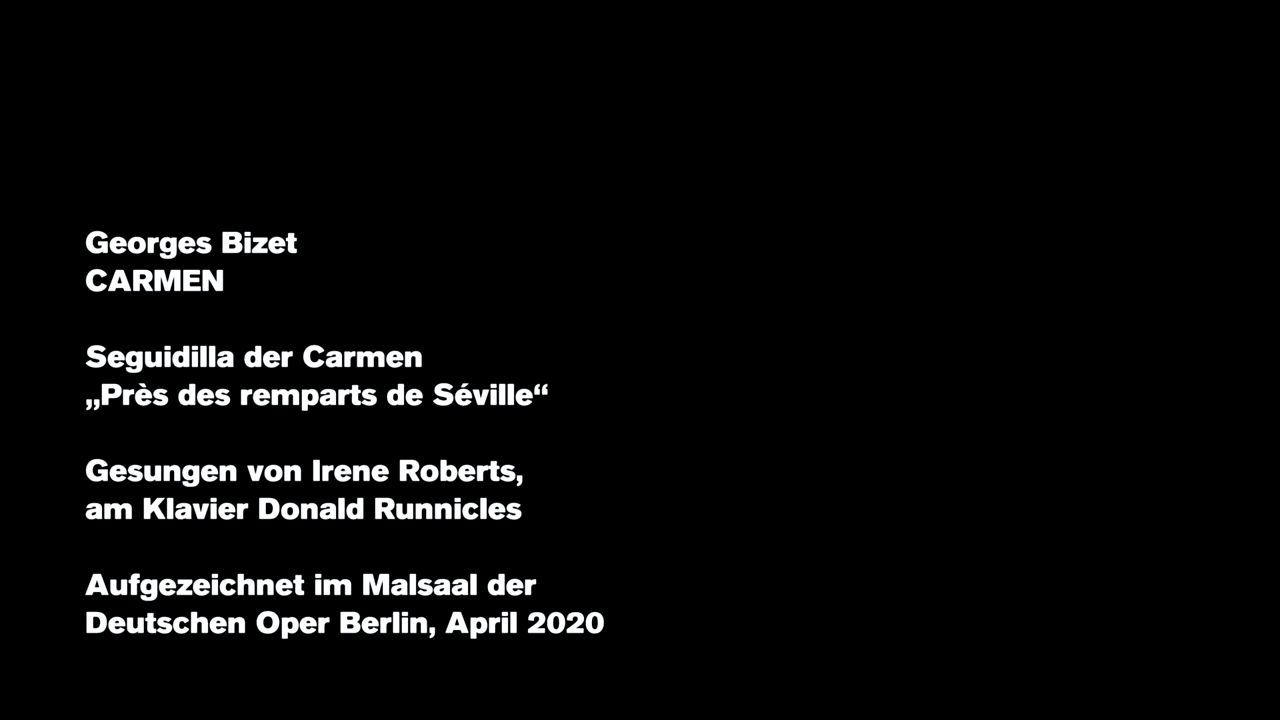 Georges Bizet
CARMEN
Seguidilla der Carmen
„Près des remparts de Séville“
Gesungen von Irene Roberts,
am Klavier Donald Runnicles
Aufgezeichnet im Malsaal der
Deutschen Oper Berlin, April 2020